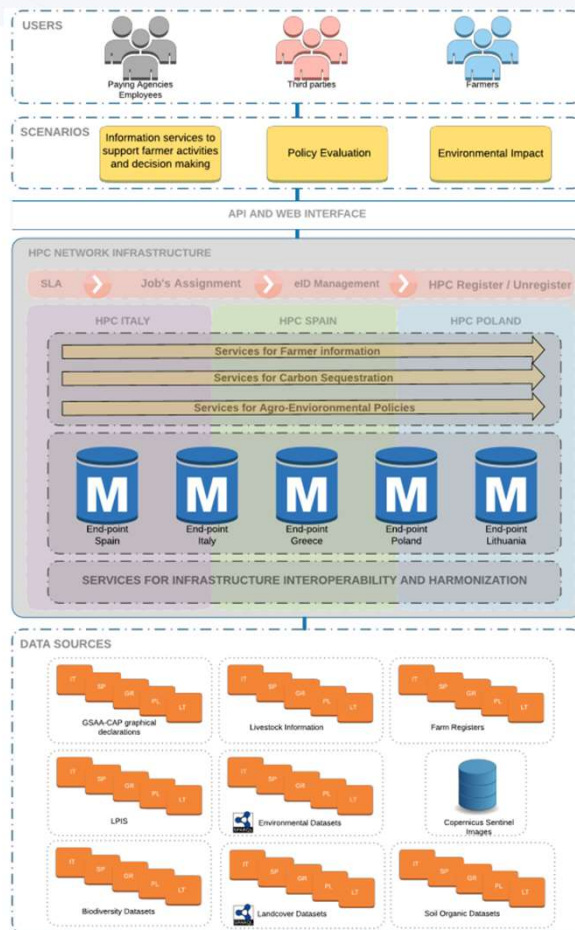 USERS
Paying Agencies
Employees
Third parties
Farmers
SCENARIOS
Information services to
support farmer activities
and decision making
Policy Evaluation
Environmental Impact
API AND WEB INTERFACE
HPC NETWORK INFRASTRUCTURE
SLA
Job's Assignment
eID Management
HPC Register / Unregister
HPC ITALY
HPC SPAIN
HPC POLAND
Services for Farmer information
Services for Carbon Sequestration
Services for Agro-Envioronmental Policies
M
M
M
M
M
End-point
Spain
End-point
Italy
End-point
Greece
End-point
Poland
End-point
Lithuania
SERVICES FOR INFRASTRUCTURE INTEROPERABILITY AND HARMONIZATION
DATA SOURCES
IT
SP
GR
PL
LT
GSAA-CAP graphical
declarations
IT
SP
GR
PL
LT
Livestock Information
IT
SP
GR
PL
LT
Farm Registers
IT
SP
GR
PL
LT
LPIS
IT
SP
GR
PL
LT
SPARQL
Environmental Datasets
Copernicus Sentinel
Images
IT
SP
GR
PL
LT
Biodiversity Datasets
IT
SP
GR
PL
LT
SPARQL
Landcover Datasets
IT
SP
GR
PL
LT
Soil Organic Datasets